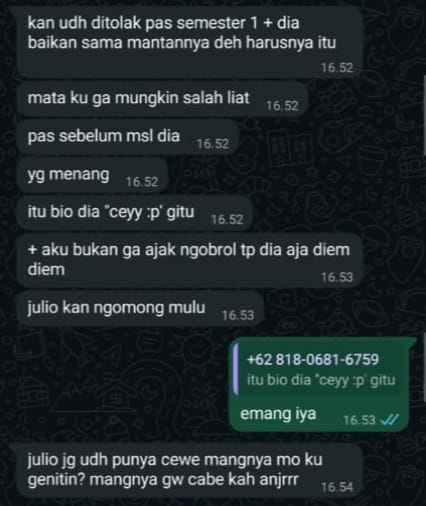 kan udh ditolak pas semester 1 + dia
baikan sama mantannya deh harusnya itu
16.52
mata ku ga mungkin salah liat 16.52
pas sebelum msl dia 16.52
yg menang 16.52
itu bio dia "ceyy :p' gitu 16.52
+ aku bukan ga ajak ngobrol tp dia aja diem
diem
16.53
julio kan ngomong mulu 16.53
+62 818-0681-6759
itu bio dia "ceyy :p' gitu
emang iya 16.53
julio jg udh punya cewe mangnya mo ku
genitin? mangnya gw cabe kah anjrrr 16.54